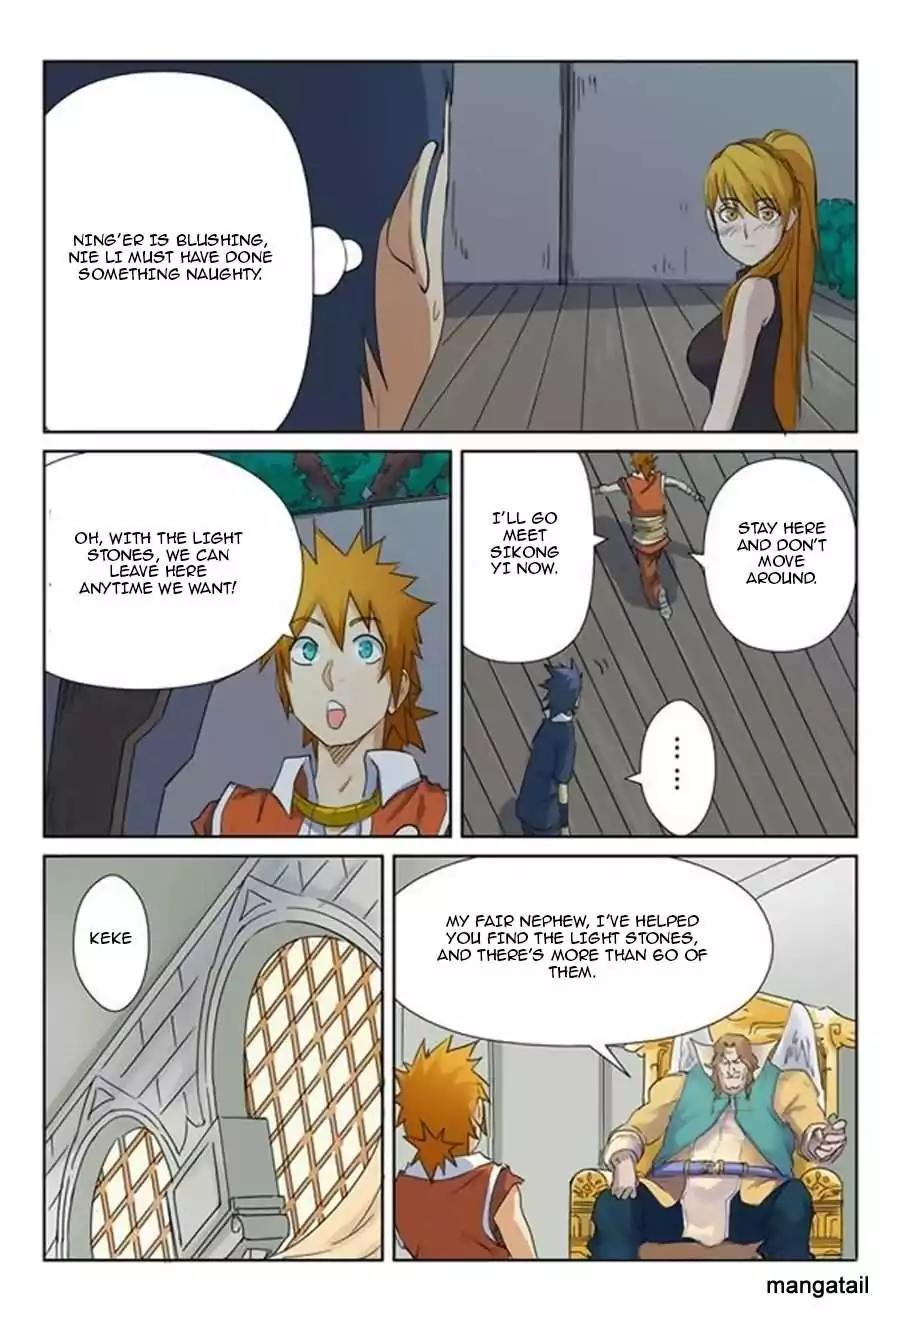 NING'ER IS BLUSHING,
NIE LI MUST HAVE DONE
SOMETHING NAUGHTY.
OH, WITH THE LIGHT
STONES, WE CAN
LEAVE HERE
ANYTIME WE WANT!
I'LL GO
MEET
SIKONG
YI NOW.
STAY HERE
AND DON'T
MOVE
AROUND.
......
KEKE
MY FAIR NEPHEW, I'VE HELPED
YOU FIND THE LIGHT STONES,
AND THERE'S MORE THAN 60 OF
THEM.
mangatail